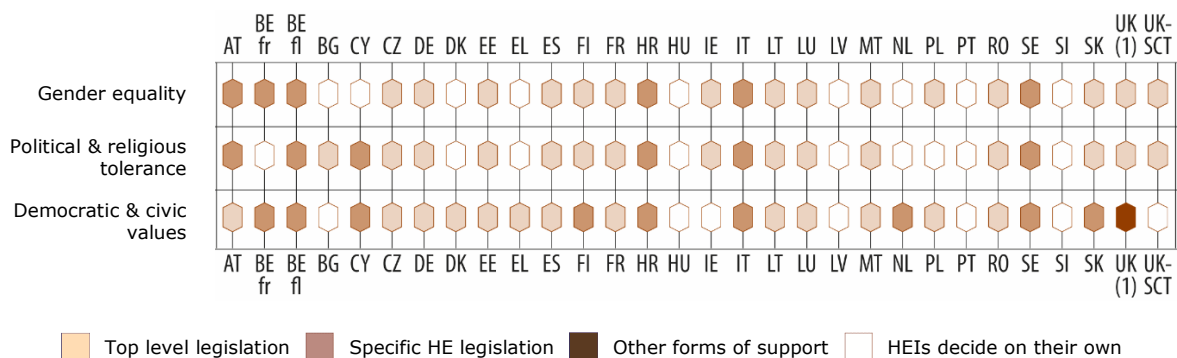 AT BE fr BE fl BG CY CZ DE DK EE EL ES FI FR HR HU IE IT LT LU LV MT NL PL PT RO SE SI SK UK (1) UK-SCT
Gender equality
Political & religious
tolerance
Democratic & civic
values
AT BE fr BE fl BG CY CZ DE DK EE EL ES FI FR HR HU IE IT LT LU LV MT NL PL PT RO SE SI SK UK (1) UK-SCT
Top level legislation Specific HE legislation Other forms of support HEIs decide on their own